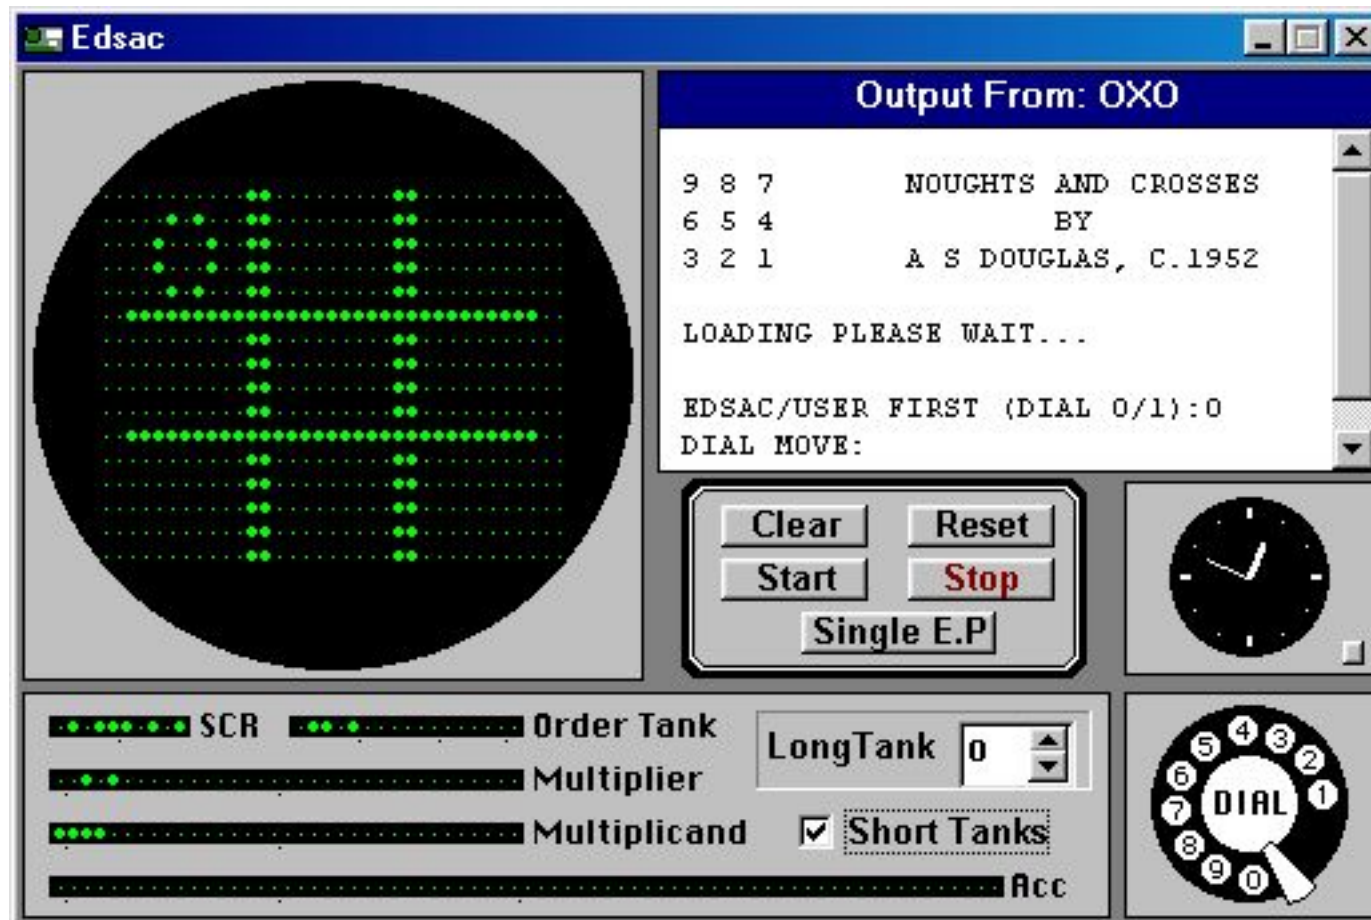 Edsac
Output From: OXO
9 8 7 NOUGHTS AND CROSSES
6 5 4 BY
3 2 1 A S DOUGLAS, C.1952
LOADING PLEASE WAIT...
EDSAC/USER FIRST (DIAL 0/1):0
DIAL MOVE:
Clear Reset
Start Stop
Single E.P
SCR Order Tank
Multiplier
Multiplicand
Acc
LongTank 0
Short Tanks
4 3 2 1
5 6 7 8 9 0
DIAL